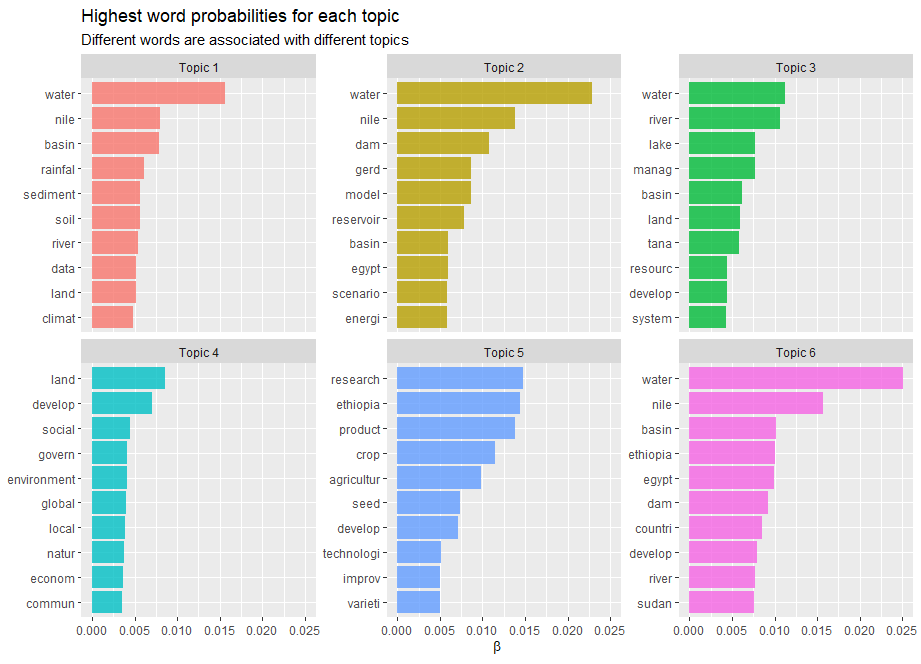 Highest word probabilities for each topic
Different words are associated with different topics
Topic 1
water
nile
basin
rainfal
sediment
soil
river
data
land
climat
Topic 2
water
nile
dam
gerd
model
reservoir
basin
egypt
scenario
energi
Topic 3
water
river
lake
manag
basin
land
tana
resourc
develop
system
Topic 4
land
develop
social
govern
environment
global
local
natur
econom
commun
0.000 0.005 0.010 0.015 0.020 0.025
Topic 5
research
ethiopia
product
crop
agricultur
seed
develop
technologi
improv
varieti
0.000 0.005 0.010 0.015 0.020 0.025
Topic 6
water
nile
basin
ethiopia
egypt
dam
countri
develop
river
sudan
0.000 0.005 0.010 0.015 0.020 0.025
β